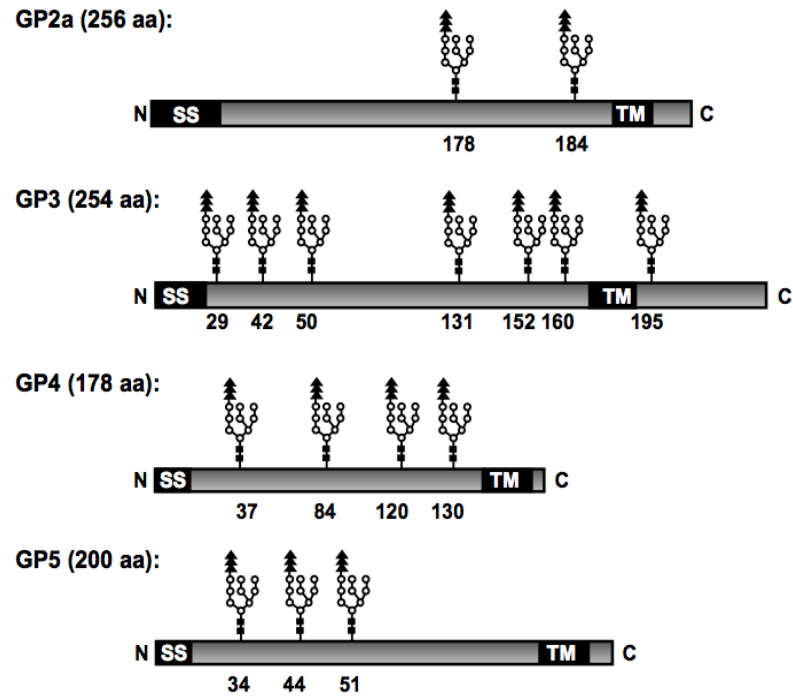 GP2a (256 aa):
N SS TM C
178 184
GP3 (254 aa):
N SS TM C
29 42 50 131 152 160 195
GP4 (178 aa):
N SS TM C
37 84 120 130
GP5 (200 aa):
N SS TM C
34 44 51